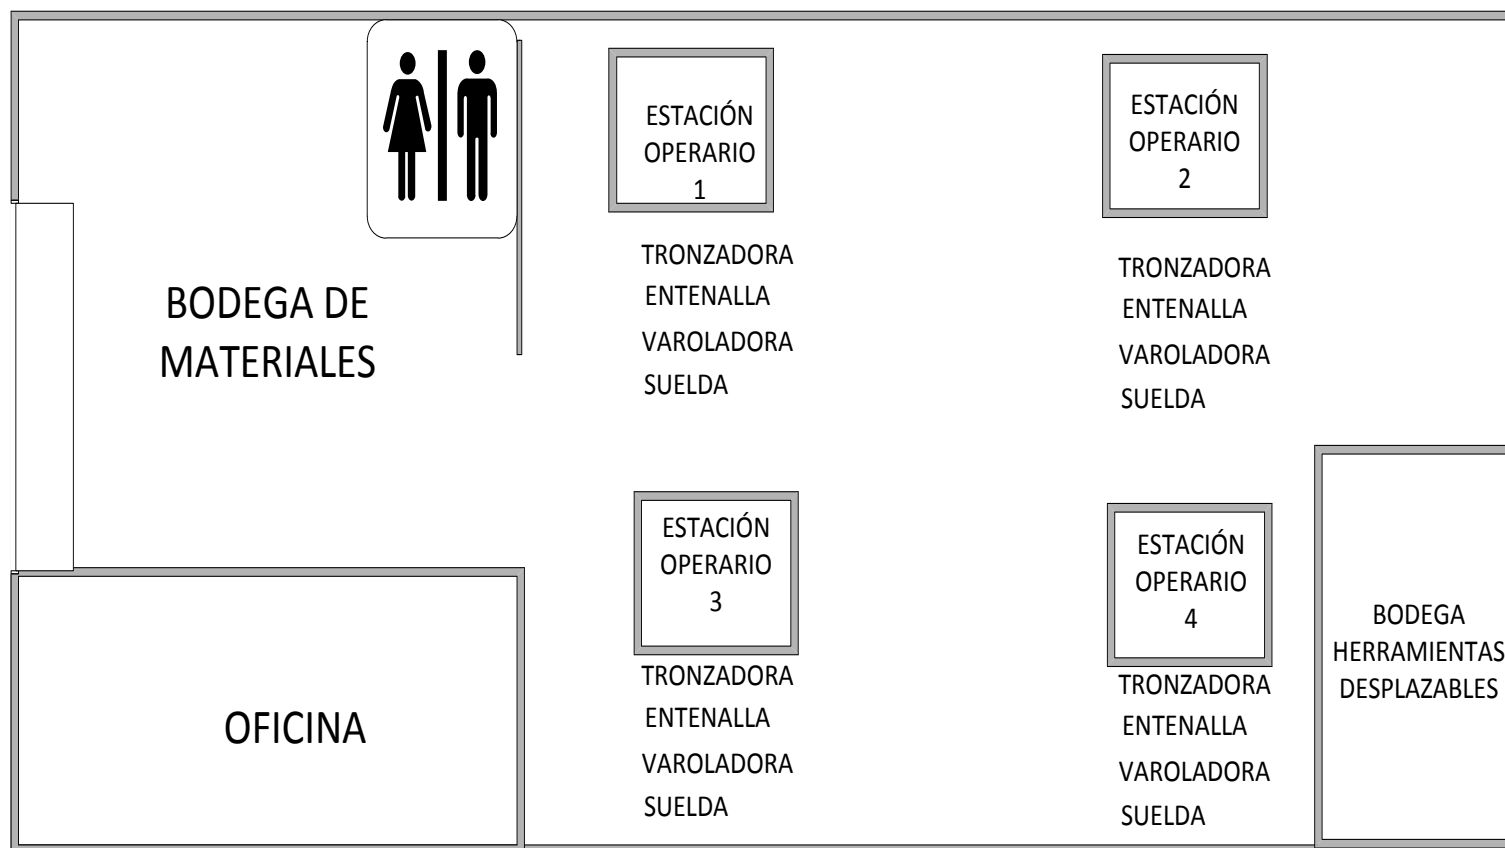 ESTACIÓN
OPERARIO
1
ESTACIÓN
OPERARIO
2
TRONZADORA
ENTENALLA
VAROLADORA
SUELDA
TRONZADORA
ENTENALLA
VAROLADORA
SUELDA
BODEGA DE
MATERIALES
ESTACIÓN
OPERARIO
3
ESTACIÓN
OPERARIO
4
BODEGA
HERRAMIENTAS
DESPLAZABLES
TRONZADORA
ENTENALLA
VAROLADORA
SUELDA
TRONZADORA
ENTENALLA
VAROLADORA
SUELDA
OFICINA